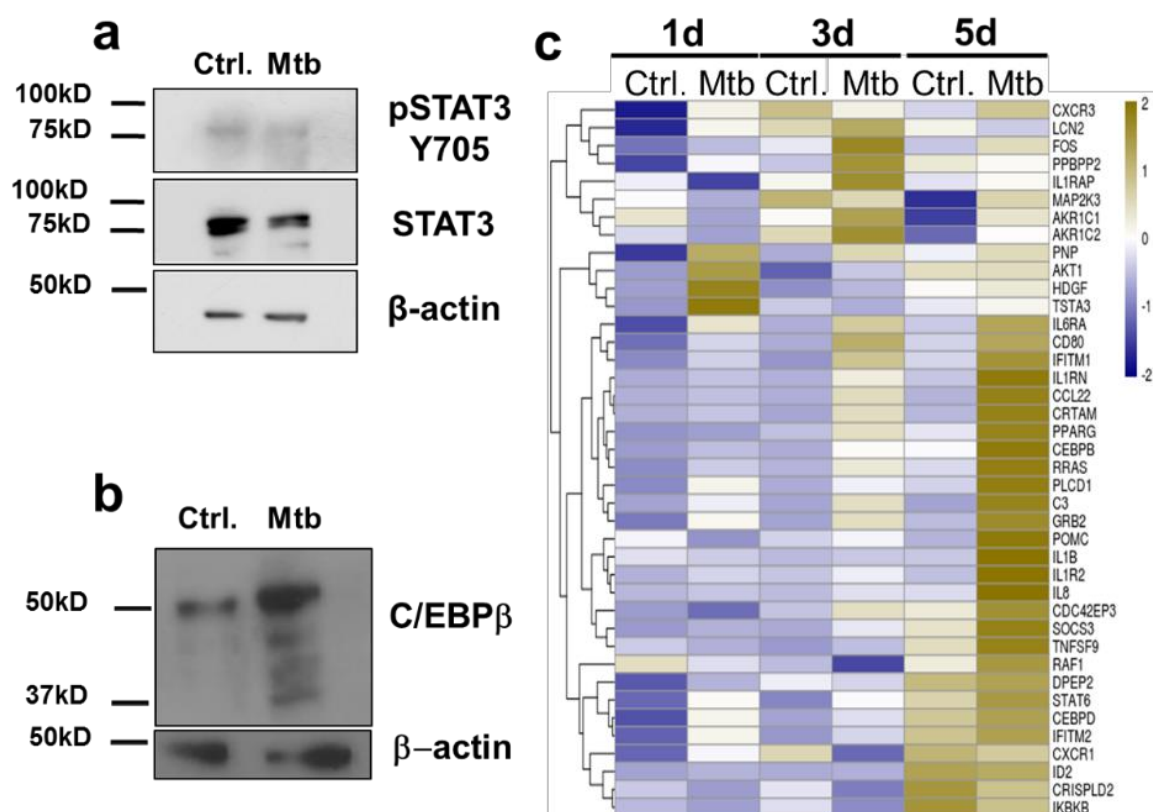 a
Ctrl. Mtb
100kD
75kD
pSTAT3
Y705
100kD
75kD
STAT3
50kD
β-actin
b
Ctrl. Mtb
50kD
C/EBPβ
37kD
50kD
β-actin
c
1d 3d 5d
Ctrl. Mtb Ctrl. Mtb Ctrl. Mtb
CXCR3
LCN2
FOS
PPBPP2
IL1RAP
MAP2K3
AKR1C1
AKR1C2
PNP
AKT1
HDGF
TSTA3
IL6RA
CD80
IFITM1
IL1RN
CCL22
CRTAM
PPARG
CEBPB
RRAS
PLCD1
C3
GRB2
POMC
IL1B
IL1R2
IL8
CDC42EP3
SOCS3
TNFSF9
RAF1
DPEP2
STAT6
CEBPD
IFITM2
CXCR1
ID2
CRISPLD2
IKBKB
2
1
0
-1
-2